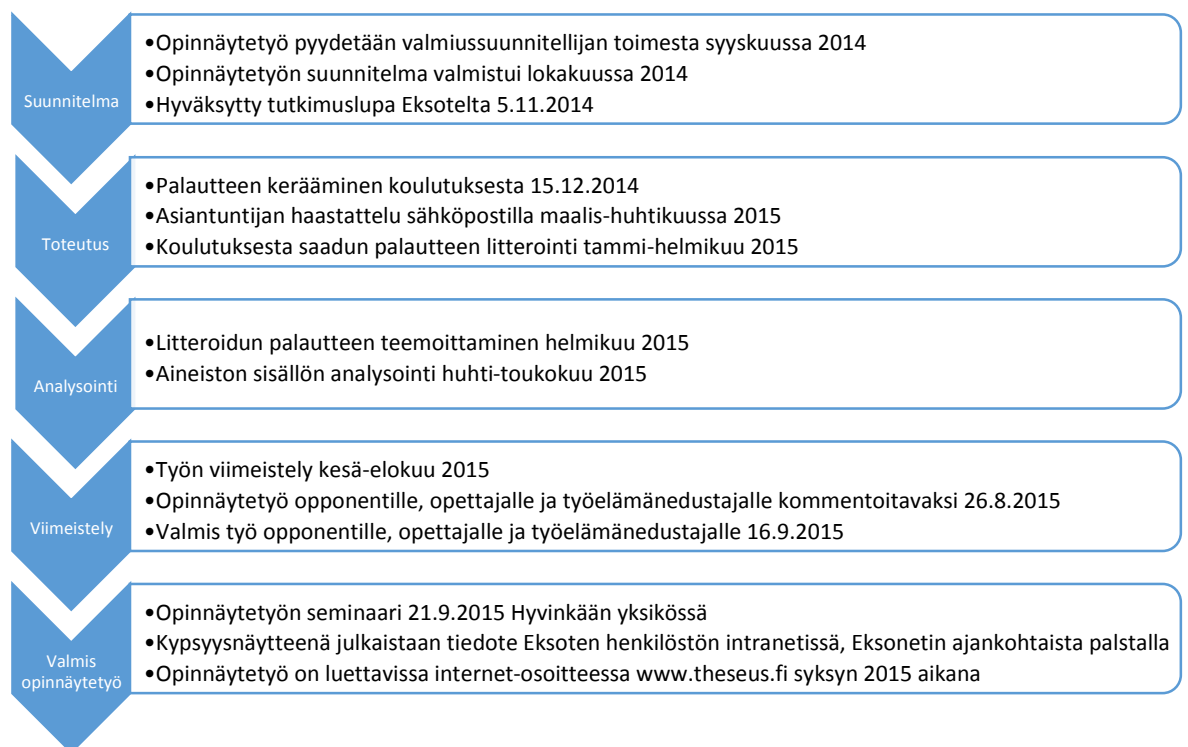 Suunnitelma
•Opinnäytetyö pyydetään valmiussuunnitellijan toimesta syyskuussa 2014
•Opinnäytetyön suunnitelma valmistui lokakuussa 2014
•Hyväksytty tutkimuslupa Eksotelta 5.11.2014
Toteutus
•Palautteen kerääminen koulutuksesta 15.12.2014
•Asiantuntijan haastattelu sähköpostilla maalis-huhtikuussa 2015
•Koulutuksesta saadun palautteen litterointi tammi-helmikuu 2015
Analysointi
•Litteroidun palautteen teemoittaminen helmikuu 2015
•Aineiston sisällön analysointi huhti-toukokuu 2015
Viimeistely
•Työn viimeistely kesä-elokuu 2015
•Opinnäytetyö opponentille, opettajalle ja työelämänedustajalle kommentoitavaksi 26.8.2015
•Valmis työ opponentille, opettajalle ja työelämänedustajalle 16.9.2015
Valmis
opinnäytetyö
•Opinnäytetyön seminaari 21.9.2015 Hyvinkään yksikössä
•Kypsyysnäytteenä julkaistaan tiedote Eksoten henkilöstön intranetissä, Eksonetin ajankohtaista palstalla
•Opinnäytetyö on luettavissa internet-osoitteessa www.theseus.fi syksyn 2015 aikana